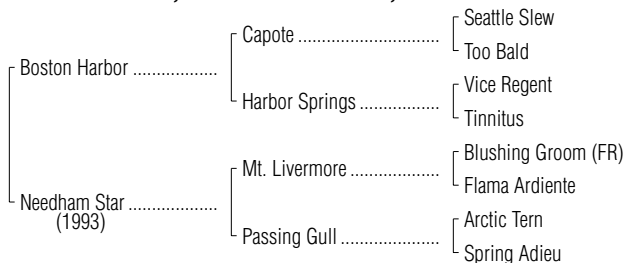 Seattle Slew
Capote ........................................
Too Bald
Boston Harbor ..................
Vice Regent
Harbor Springs .......................
Tinnitus
Blushing Groom (FR)
Mt. Livermore .........................
Flama Ardiente
Needham Star ...................
(1993)
Arctic Tern
Passing Gull ............................
Spring Adieu